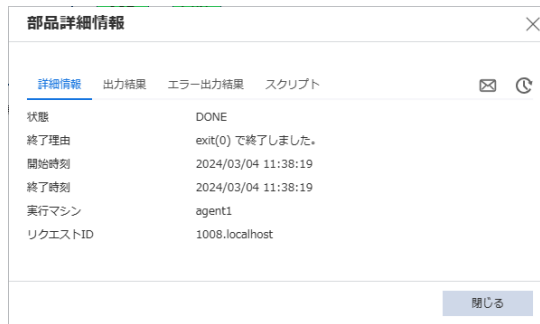 部品詳細情報
詳細情報 出力結果 エラー出力結果 スクリプト
状態 DONE
終了理由 exit(0) で終了しました。
開始時刻 2024/03/04 11:38:19
終了時刻 2024/03/04 11:38:19
実行マシン agent1
リクエストID 1008.localhost
閉じる